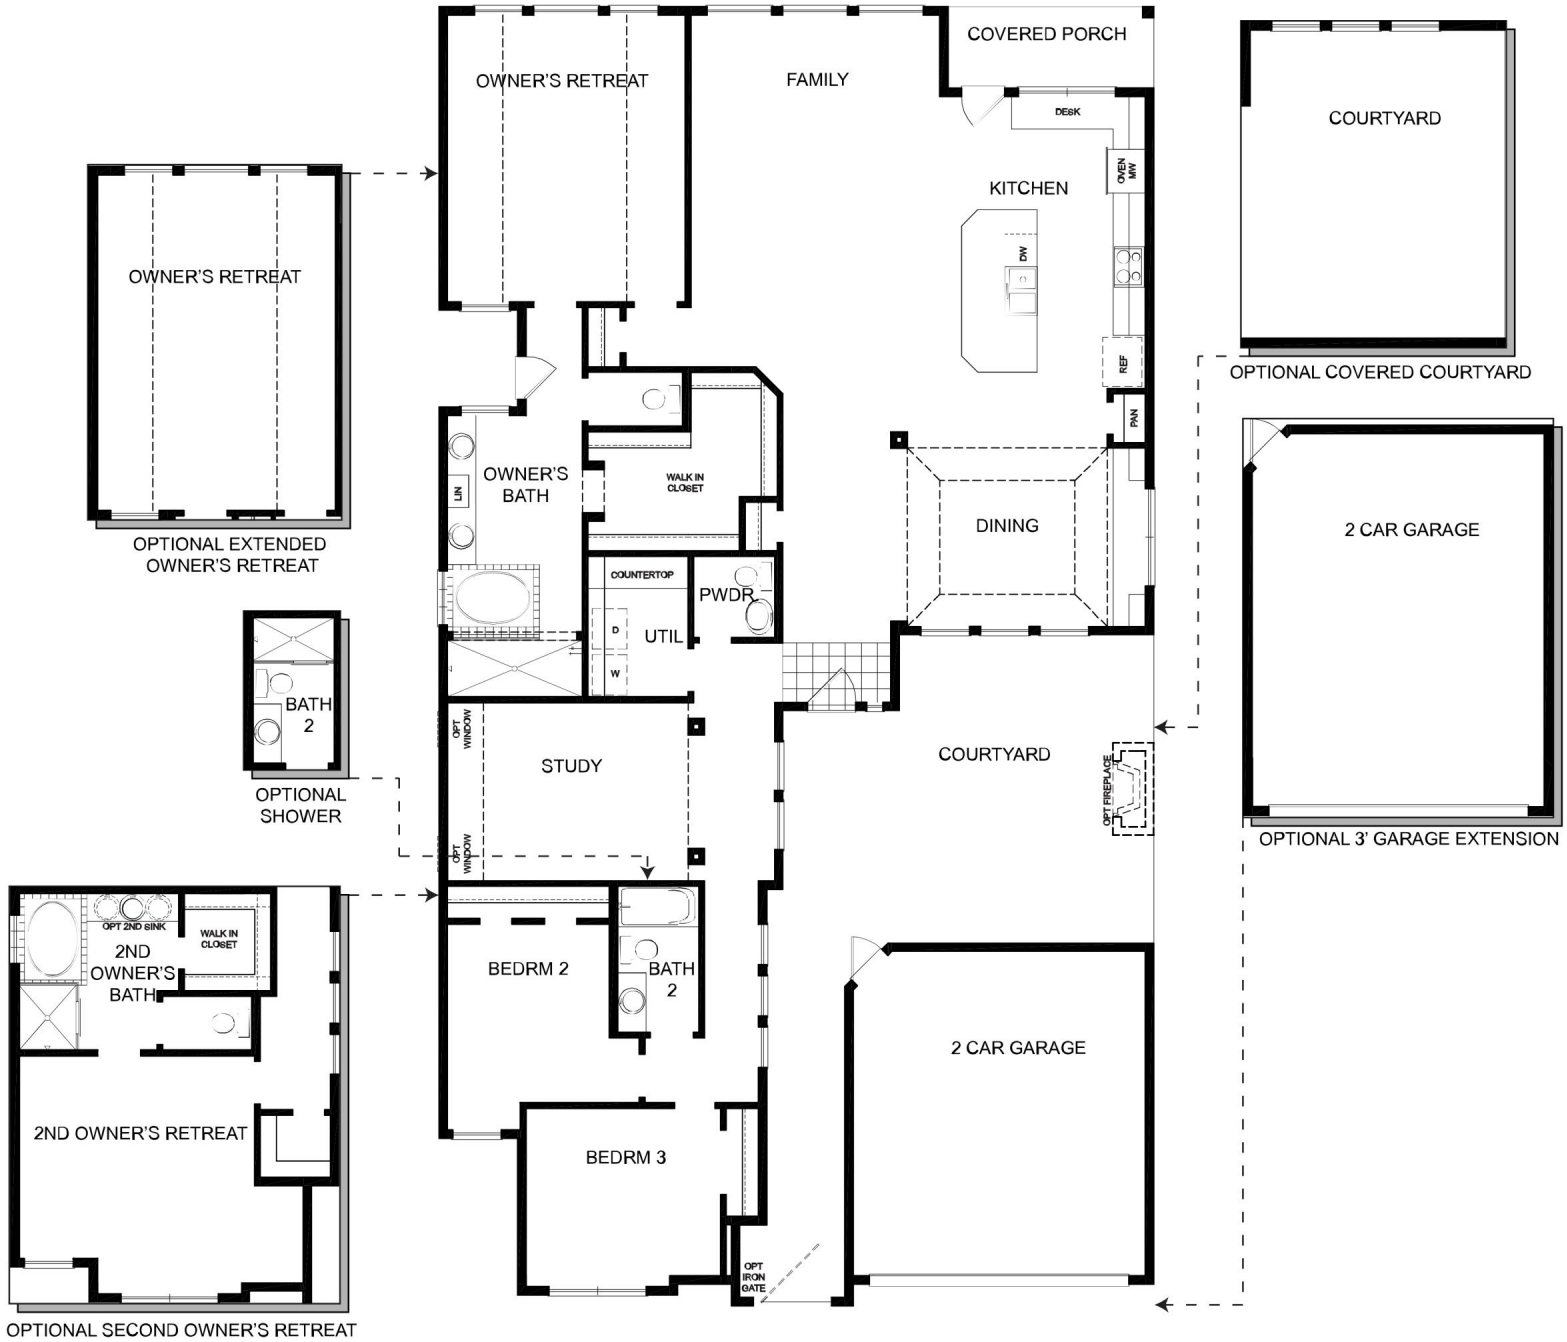 COVERED PORCH
OWNER'S RETREAT
FAMILY
DESK
COURTYARD
OVEN
MW
KITCHEN
DW
OWNER'S RETREAT
REF
OPTIONAL COVERED COURTYARD
PAN
OWNER'S
BATH
LIN
WALK IN
CLOSET
DINING
2 CAR GARAGE
OPTIONAL EXTENDED
OWNER'S RETREAT
COUNTERTOP
PWDR
D
UTIL
W
BATH
2
OPT
WINDOW
STUDY
COURTYARD
OPT FIREPLACE
OPTIONAL
SHOWER
OPT
WINDOW
OPTIONAL 3' GARAGE EXTENSION
OPT 2ND SINK
WALK IN
CLOSET
2ND
OWNER'S
BATH
BEDRM 2
BATH
2
2 CAR GARAGE
2ND OWNER'S RETREAT
BEDRM 3
OPT
IRON
GATE
OPTIONAL SECOND OWNER'S RETREAT